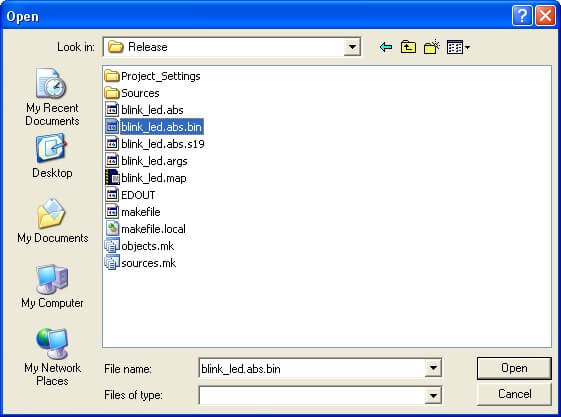 Open
Look in: Release
My Recent
Documents
Desktop
My Documents
My Computer
My Network
Places
Project_Settings
Sources
blink_led.abs
blink_led.abs.bin
blink_led.abs.s19
blink_led.args
blink_led.map
EDOUT
makefile
makefile.local
objects.mk
sources.mk
File name: blink_led.abs.bin Open
Files of type: Cancel